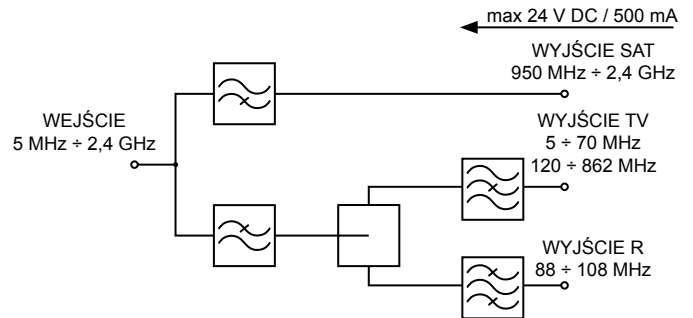 max 24 V DC / 500 mA
WYJŚCIE SAT
950 MHz ÷ 2,4 GHz
WEJŚCIE
5 MHz ÷ 2,4 GHz
WYJŚCIE TV
5 ÷ 70 MHz
120 ÷ 862 MHz
WYJŚCIE R
88 ÷ 108 MHz